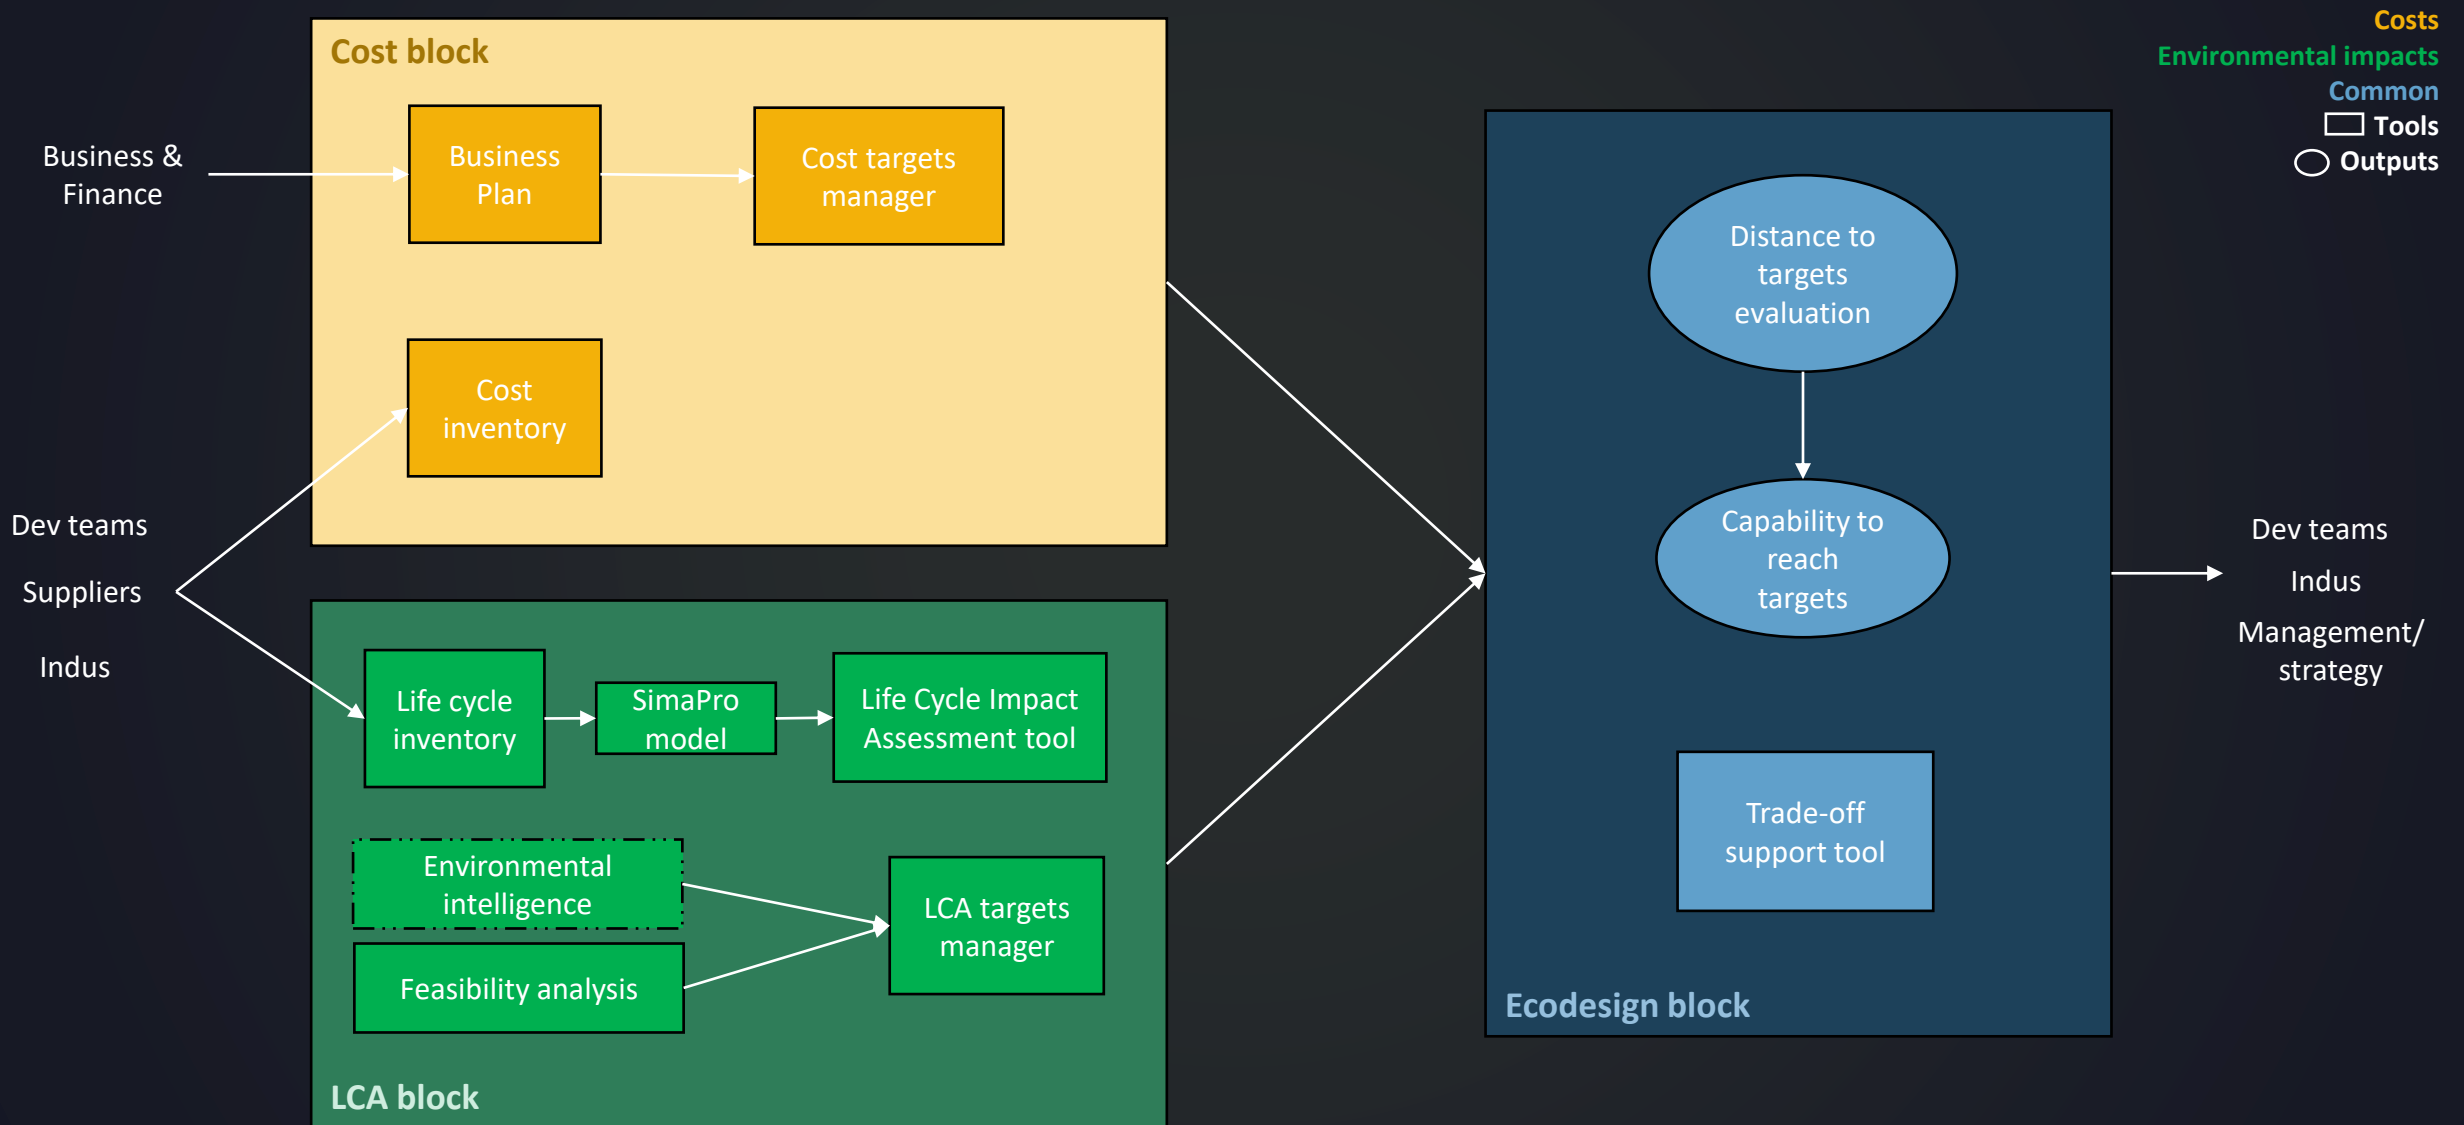 Costs
Environmental impacts
Common
Tools
Outputs
Business &
Finance
Dev teams
Suppliers
Indus
Cost block
Business
Plan
Cost targets
manager
Cost
inventory
Life cycle
inventory
SimaPro
model
Life Cycle Impact
Assessment tool
Environmental
intelligence
Feasibility analysis
LCA targets
manager
LCA block
Distance to
targets
evaluation
Capability to
reach
targets
Trade-off
support tool
Ecodesign block
Dev teams
Indus
Management/
strategy